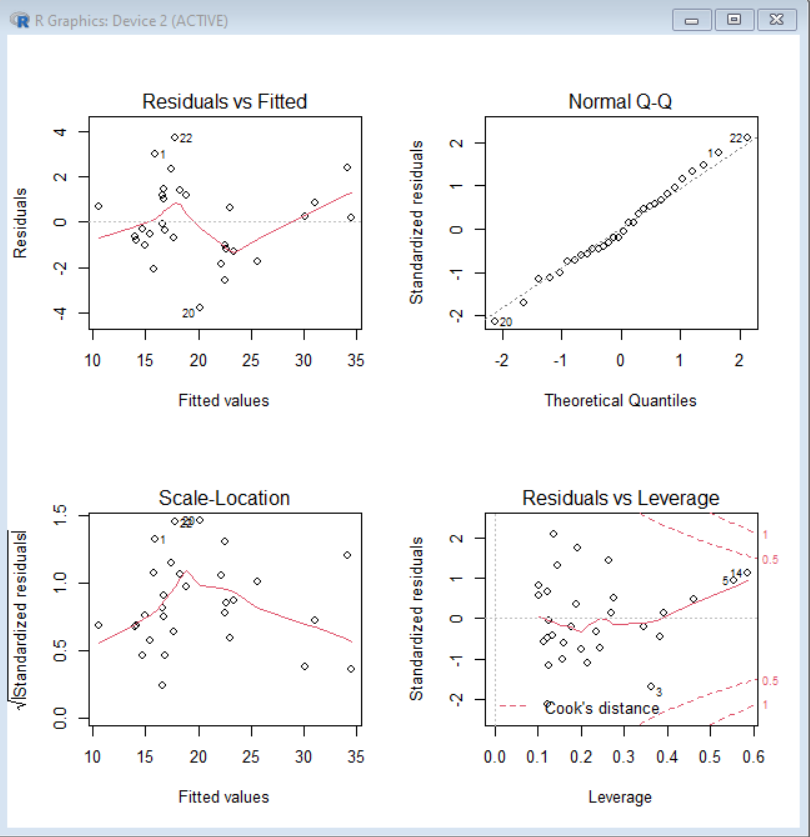 R Graphics: Device 2 (ACTIVE)
Residuals vs Fitted
Residuals
4
2
0
-2
-4
22
1
20
10 15 20 25 30 35
Fitted values
Normal Q-Q
Standardized residuals
2
1
0
-1
-2
22
1
20
-2 -1 0 1 2
Theoretical Quantiles
Scale-Location
√|Standardized residuals|
1.5
1.0
0.5
0.0
22
20
1
10 15 20 25 30 35
Fitted values
Residuals vs Leverage
Standardized residuals
2
1
0
-1
-2
1
0.5
14
5
3
0.5
1
Cook's distance
0.0 0.1 0.2 0.3 0.4 0.5 0.6
Leverage